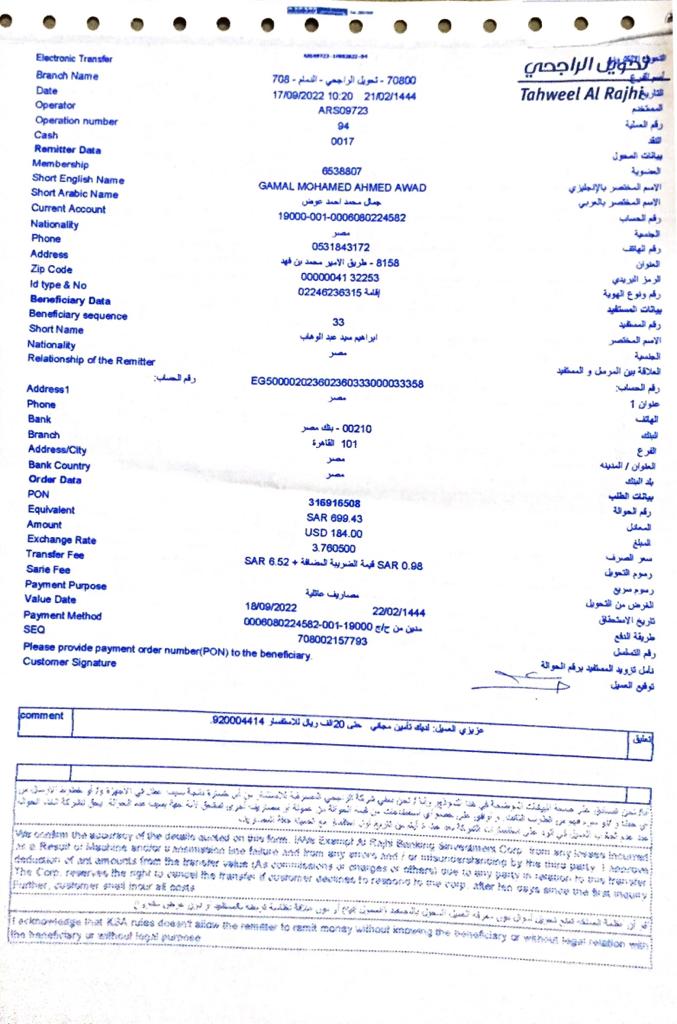 Electronic Transfer
تحويل الراجحي
Tahweel Al Rajhi
Branch Name 70800 - تحويل الراجحي - الدمام - 708
Date 17/09/2022 10:20 21/02/1444 التاريخ
Operator ARS09723 المستخدم
Operation number 94 رقم العملية
Cash 0017 النقد
Remitter Data بيانات المحول
Membership 6538807 العضوية
Short English Name GAMAL MOHAMED AHMED AWAD الاسم المختصر بالإنجليزي
Short Arabic Name جمال محمد احمد عوض الاسم المختصر بالعربي
Current Account 19000-001-0006080224582 رقم الحساب
Nationality مصر الجنسية
Phone 0531843172 رقم الهاتف
Address 8158 - طريق الامير محمد بن فهد العنوان
Zip Code 00000041 32253 الرمز البريدي
Id type & No إقامة 02246236315 رقم ونوع الهوية
Beneficiary Data بيانات المستفيد
Beneficiary sequence 33 رقم المستفيد
Short Name ابراهيم سيد عبد الوهاب الاسم المختصر
Nationality مصر الجنسية
Relationship of the Remitter العلاقة بين المرسل و المستفيد
رقم الحساب: EG500002023602360333000033358 رقم الحساب:
Address1 مصر عنوان 1
Phone الهاتف
Bank 00210 - بنك مصر البنك
Branch 101 القاهرة الفرع
Address/City مصر العنوان / المدينه
Bank Country مصر بلد البنك
Order Data بيانات الطلب
PON 316916508 رقم الحوالة
Equivalent SAR 699.43 المعادل
Amount USD 184.00 المبلغ
Exchange Rate 3.760500 سعر الصرف
Transfer Fee SAR 6.52 + قيمة الضريبة المضافة SAR 0.98 رسوم التحويل
Sarie Fee رسوم سريع
Payment Purpose مصاريف عائلية الغرض من التحويل
Value Date 18/09/2022 22/02/1444 تاريخ الاستحقاق
Payment Method مدين من ح/ج 19000-001-0006080224582 طريقة الدفع
SEQ 708002157793 رقم التسلسل
Please provide payment order number(PON) to the beneficiary. نأمل تزويد المستفيد برقم الحوالة
Customer Signature توقيع العميل
comment عزيزي العميل: لديك تأمين مجاني حتى 20الف ريال للاستفسار 920004414. تعليق
We confirm the accuracy of the details quoted on this form. I/We Exempt Al Rajhi Banking &Investment Corp. from any losses incurred
as a Result of Machine and/or transmission line failure and from any errors and / or misunderstanding by the third party. I approve
deduction of ant amounts from the transfer value (As commissions or charges or others) due to any party in relation to this transfer
The Corp. reserves the right to cancel the transfer if customer declines to respond to the corp. after ten days since the first inquiry
Further, customer shall incur all costs
I acknowledge that KSA rules doesn't allow the remitter to remit money without knowing the beneficiary or without legal relation with
the beneficiary or without legal purpose